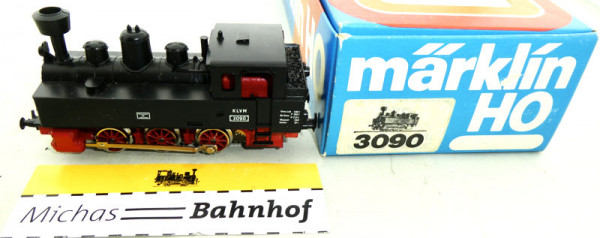 KLVM
3090
märklin
HO
3090
Michas Bahnhof